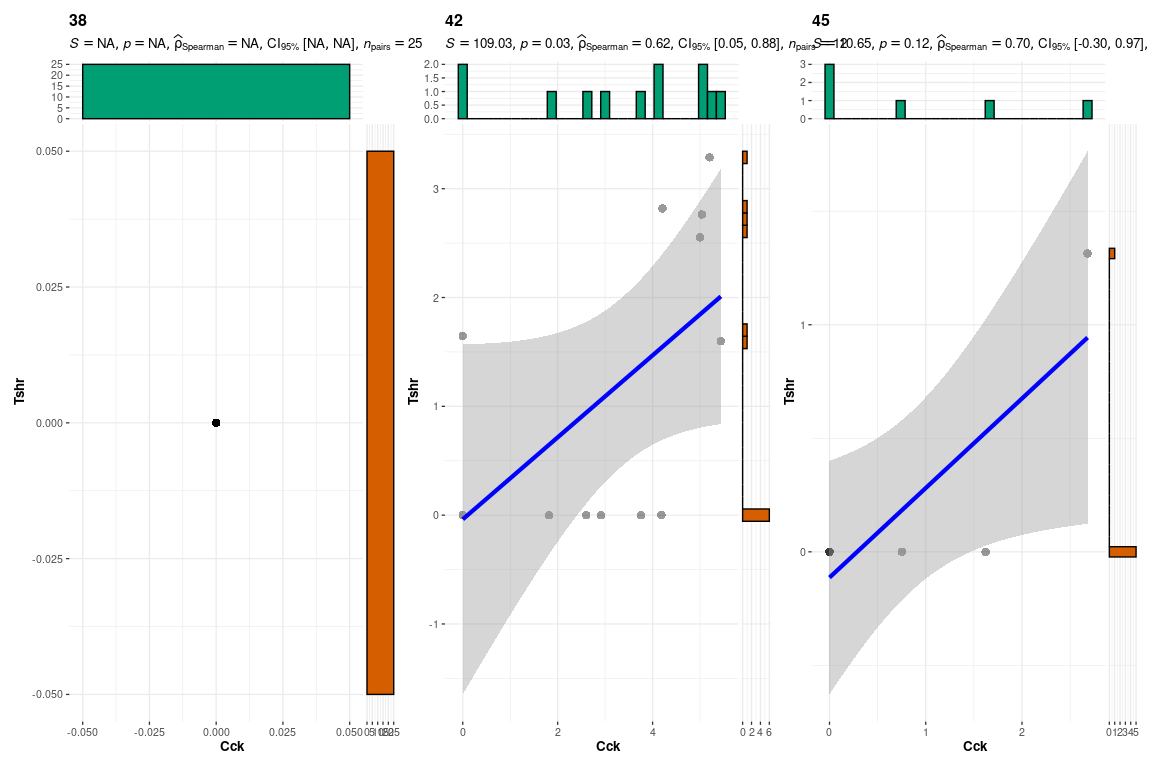 38
S = NA, p = NA, ρ̂Spearman = NA, CI95% [NA, NA], npairs = 25
25
20
15
10
5
0
0.050
0.025
0.000
-0.025
-0.050
Tshr
-0.050 -0.025 0.000 0.025 0.050
Cck
42
S = 109.03, p = 0.03, ρ̂Spearman = 0.62, CI95% [0.05, 0.88], npairs = 12
2.0
1.5
1.0
0.5
0.0
3
2
1
0
-1
Tshr
0 2 4
0 2 4 6
Cck
45
S = 10.65, p = 0.12, ρ̂Spearman = 0.70, CI95% [-0.30, 0.97],
3
2
1
0
1
0
Tshr
0 1 2
012345
Cck